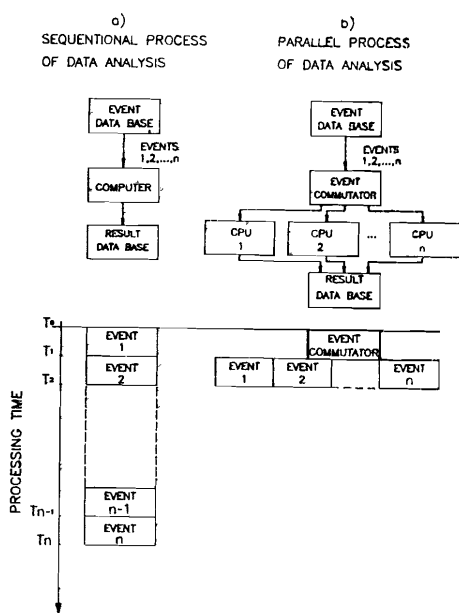 a)
SEQUENTIONAL PROCESS
OF DATA ANALYSIS
EVENT
DATA BASE
EVENTS
1,2,...,n
COMPUTER
RESULT
DATA BASE
b)
PARALLEL PROCESS
OF DATA ANALYSIS
EVENT
DATA BASE
EVENTS
1,2,...,n
EVENT
COMMUTATOR
CPU
1
CPU
2
...
CPU
n
RESULT
DATA BASE
PROCESSING TIME
T₀
T₁
T₂
Tn-1
Tn
EVENT
1
EVENT
2
EVENT
n-1
EVENT
n
EVENT
COMMUTATOR
EVENT
1
EVENT
2
EVENT
n